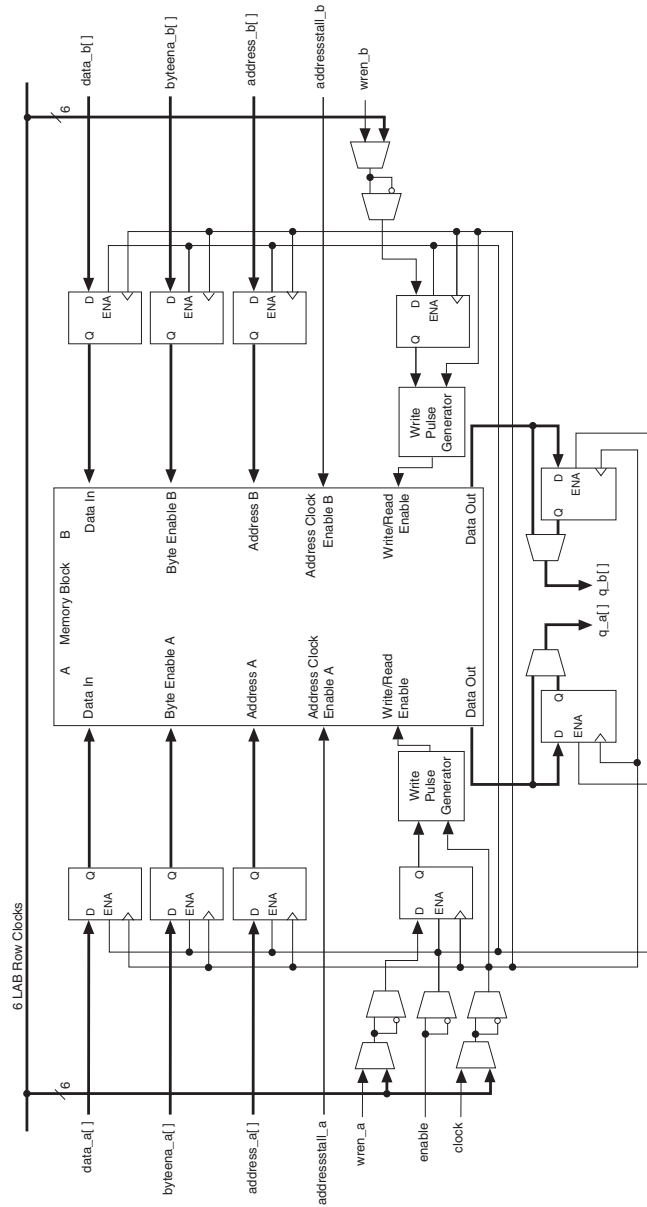 6 LAB Row Clocks
6
data_a[ ]
byteena_a[ ]
address_a[ ]
addressstall_a
wren_a
enable
clock
D
Q
ENA
D
Q
ENA
D
Q
ENA
D
Q
ENA
Write
Pulse
Generator
A
Memory Block
B
Data In
Byte Enable A
Address A
Address Clock
Enable A
Write/Read
Enable
Data Out
Data In
Byte Enable B
Address B
Address Clock
Enable B
Write/Read
Enable
Data Out
Q
D
ENA
Q
D
ENA
Q
D
ENA
Q
D
ENA
Write
Pulse
Generator
6
data_b[ ]
byteena_b[ ]
address_b[ ]
addressstall_b
wren_b
D
Q
ENA
q_a[ ]
q_b[ ]
Q
D
ENA